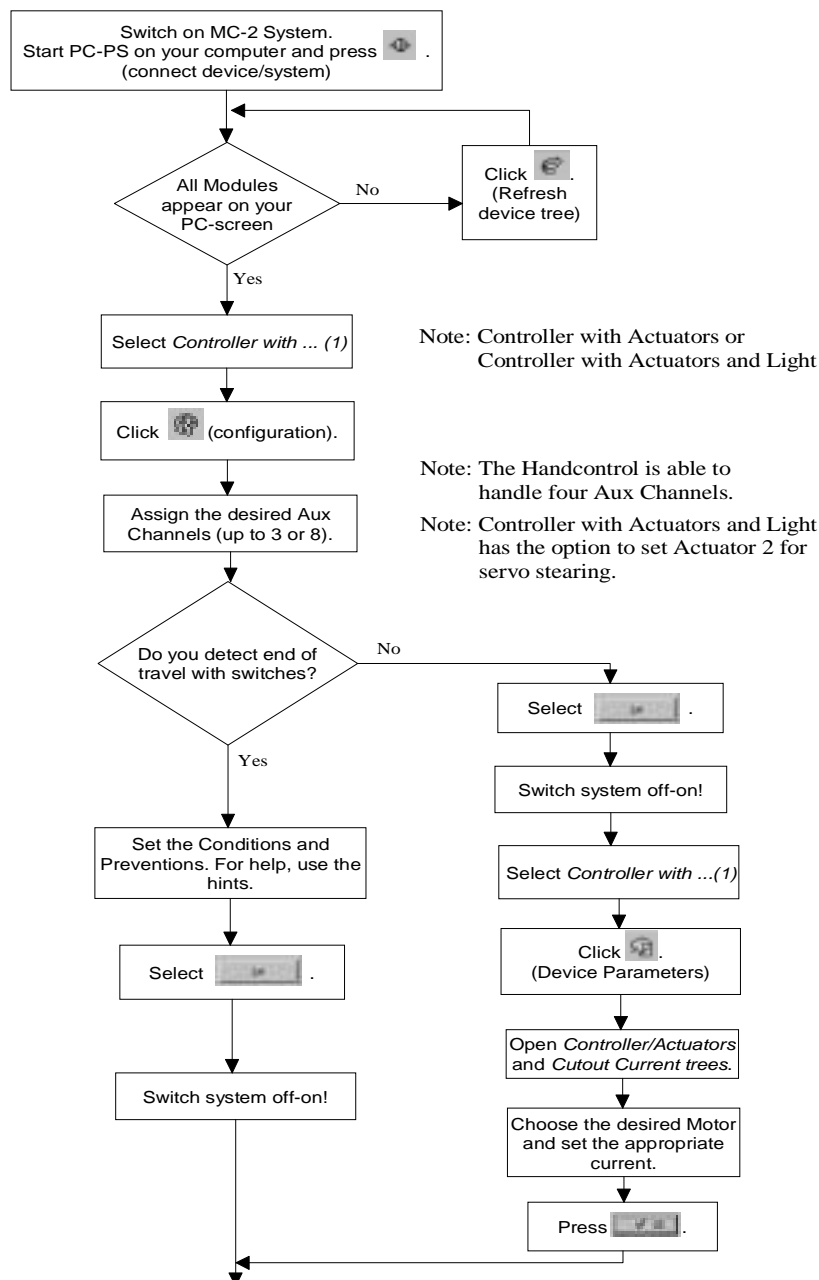 Switch on MC-2 System.
Start PC-PS on your computer and press .
(connect device/system)
All Modules
appear on your
PC-screen
No
Click .
(Refresh
device tree)
Yes
Select Controller with ... (1)
Note: Controller with Actuators or
Controller with Actuators and Light
Click (configuration).
Note: The Handcontrol is able to
handle four Aux Channels.
Assign the desired Aux
Channels (up to 3 or 8).
Note: Controller with Actuators and Light
has the option to set Actuator 2 for
servo stearing.
Do you detect end of
travel with switches?
No
Yes
Select .
Switch system off-on!
Select Controller with ...(1)
Click .
(Device Parameters)
Open Controller/Actuators
and Cutout Current trees.
Choose the desired Motor
and set the appropriate
current.
Press .
Set the Conditions and
Preventions. For help, use the
hints.
Select .
Switch system off-on!